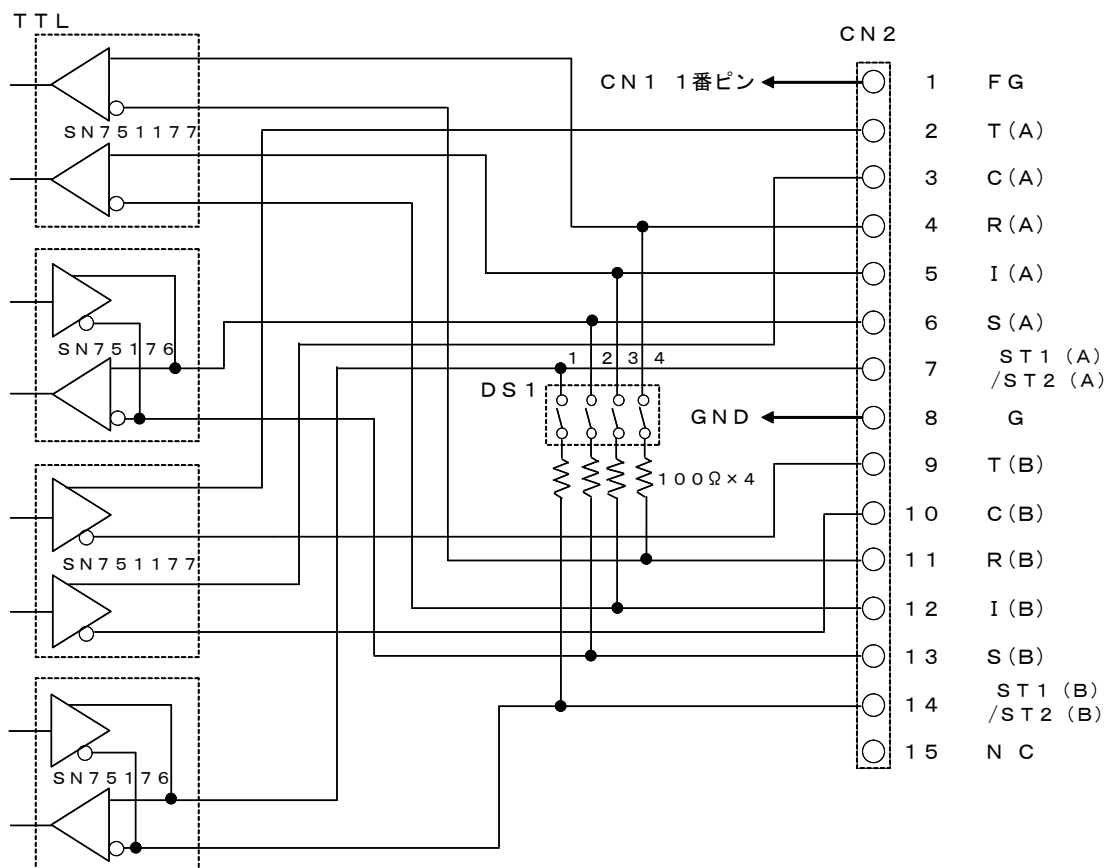 TTL
CN2
CN1 1番ピン
1 FG
SN751177
2 T(A)
3 C(A)
4 R(A)
5 I(A)
6 S(A)
SN75176
1 2 3 4
7 ST1(A)
/ST2(A)
DS1
GND
8 G
9 T(B)
100Ω×4
10 C(B)
SN751177
11 R(B)
12 I(B)
13 S(B)
14 ST1(B)
/ST2(B)
15 NC
SN75176